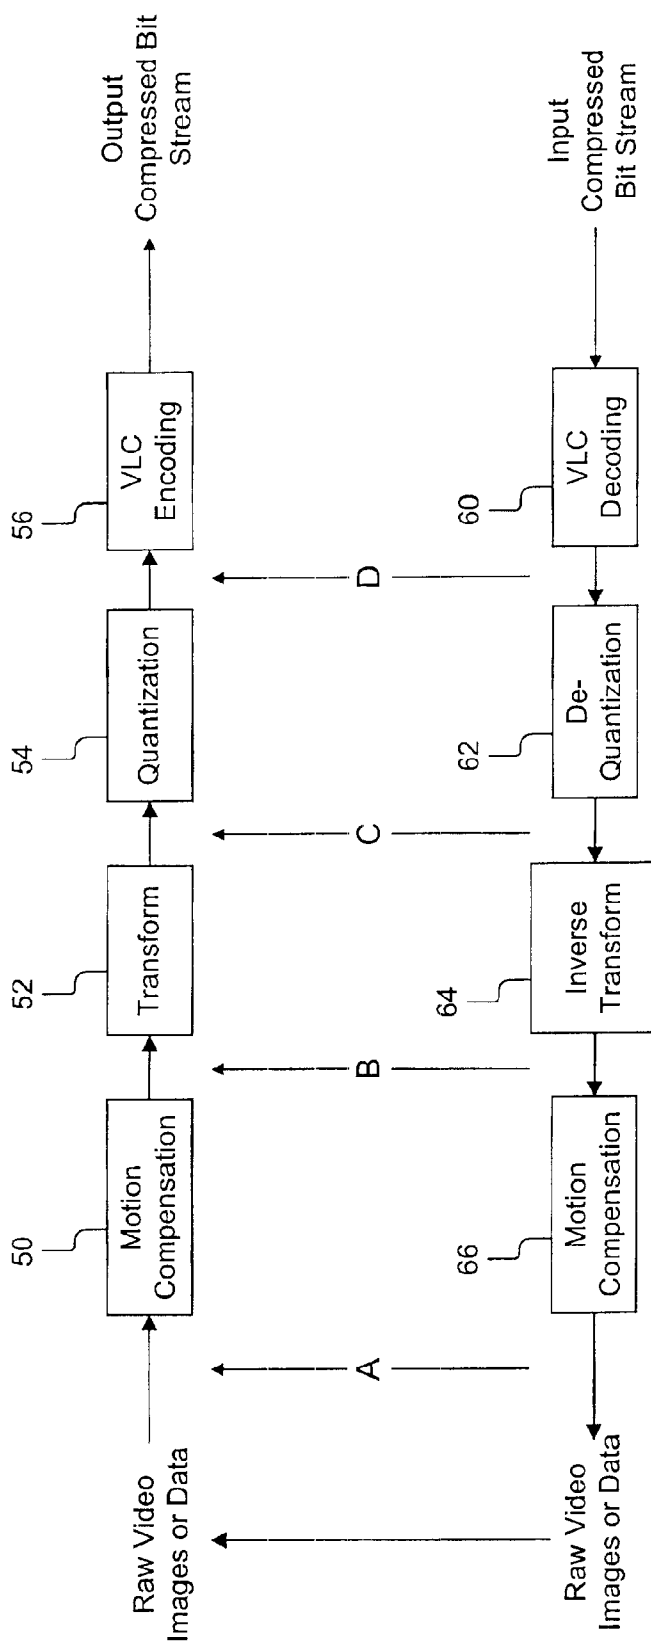 Raw Video
Images or Data
50
Motion
Compensation
52
Transform
54
Quantization
56
VLC
Encoding
Output
Compressed Bit
Stream
A
B
C
D
Raw Video
Images or Data
66
Motion
Compensation
64
Inverse
Transform
62
De-
Quantization
60
VLC
Decoding
Input
Compressed
Bit Stream